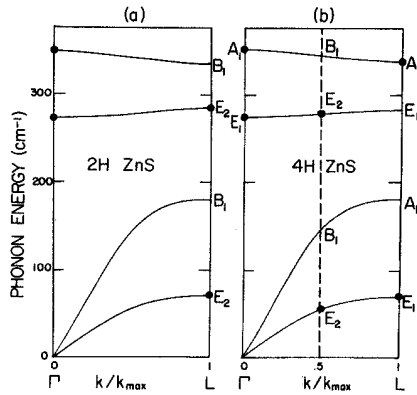 (a)
(b)
PHONON ENERGY (cm⁻¹)
300
200
100
0
B₁
E₂
2H ZnS
B₁
E₂
0
1
Γ
k/kmax
L
A₁
B₁
A
E₁
E₂
E₁
4H ZnS
A₁
B₁
E₂
E₁
0
.5
1
Γ
k/kmax
L